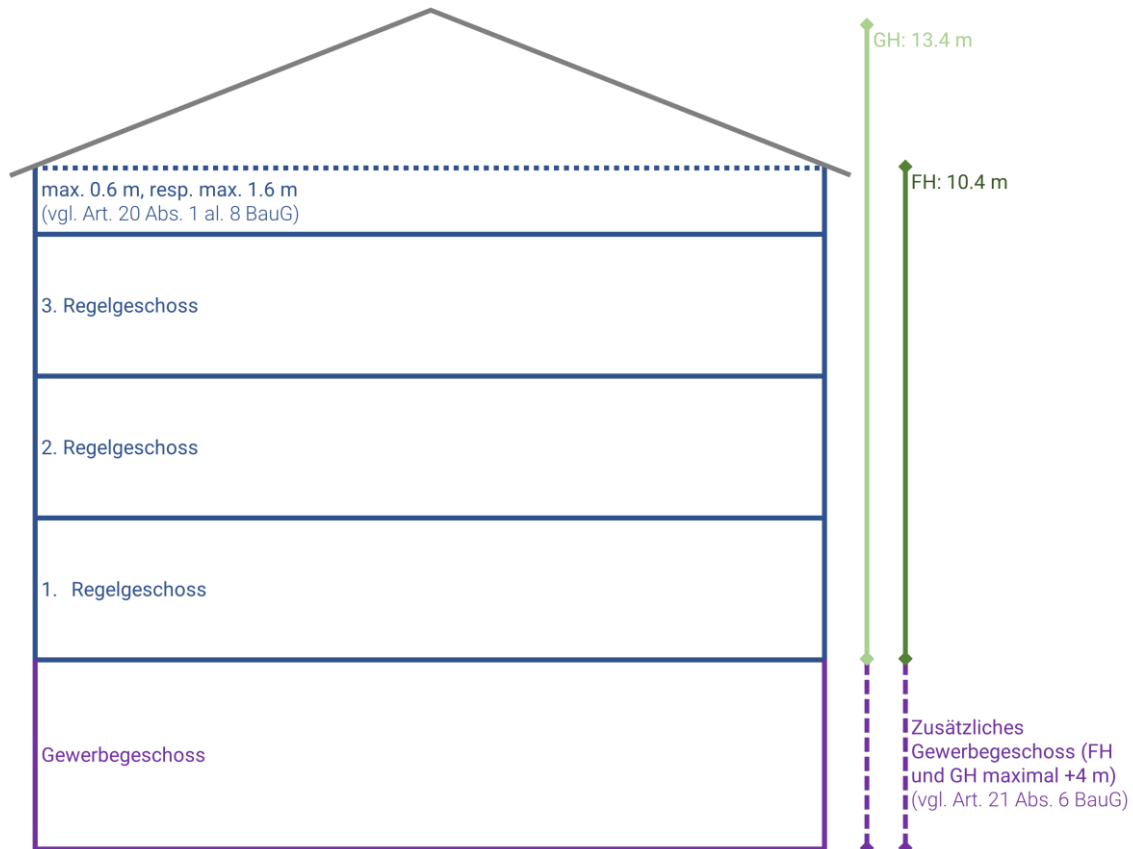 GH: 13.4 m
FH: 10.4 m
max. 0.6 m, resp. max. 1.6 m
(vgl. Art. 20 Abs. 1 al. 8 BauG)
3. Regelgeschoss
2. Regelgeschoss
1. Regelgeschoss
Gewerbegeschoss
Zusätzliches
Gewerbegeschoss (FH
und GH maximal +4 m)
(vgl. Art. 21 Abs. 6 BauG)